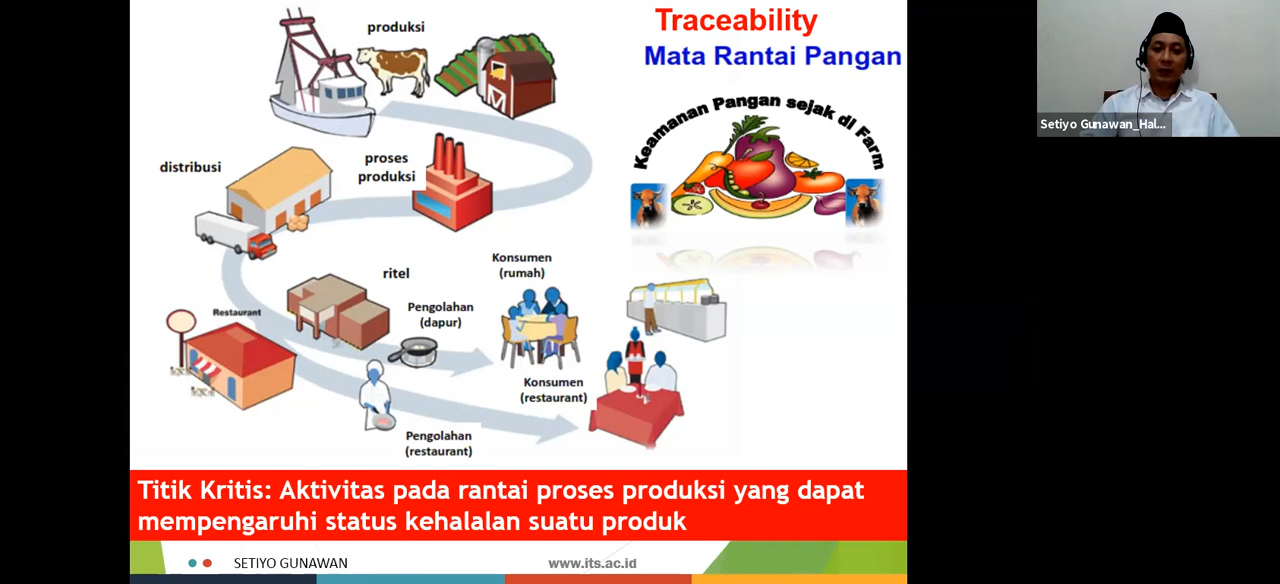 Traceability
Mata Rantai Pangan
Keamanan Pangan sejak di Farm
produksi
proses
produksi
distribusi
ritel
Konsumen
(rumah)
Pengolahan
(dapur)
Restaurant
Konsumen
(restaurant)
Pengolahan
(restaurant)
Titik Kritis: Aktivitas pada rantai proses produksi yang dapat
mempengaruhi status kehalalan suatu produk
SETIYO GUNAWAN
www.its.ac.id
Setiyo Gunawan_Hal...